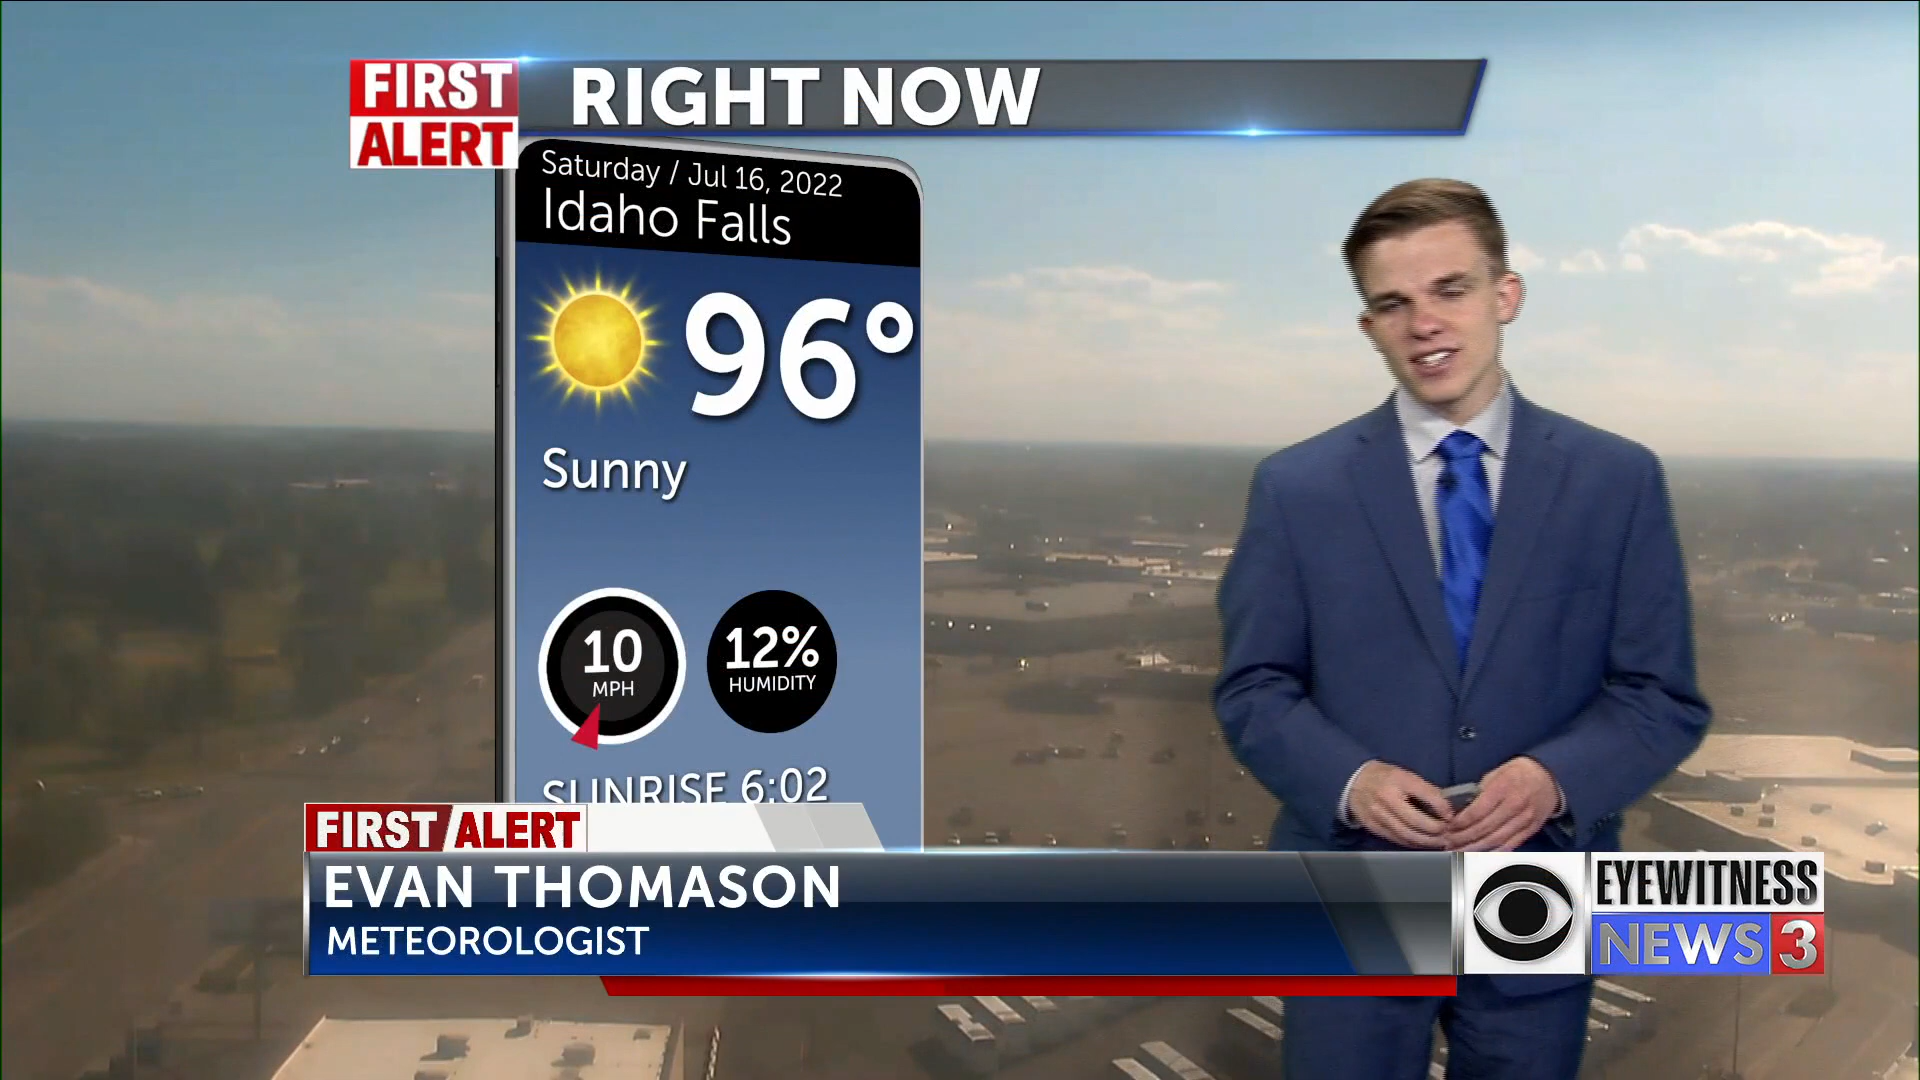 FIRST
ALERT
RIGHT NOW
Saturday / Jul 16, 2022
Idaho Falls
96°
Sunny
10
MPH
12%
HUMIDITY
SUNRISE 6:02
FIRST ALERT
EVAN THOMASON
METEOROLOGIST
EYEWITNESS
NEWS 3